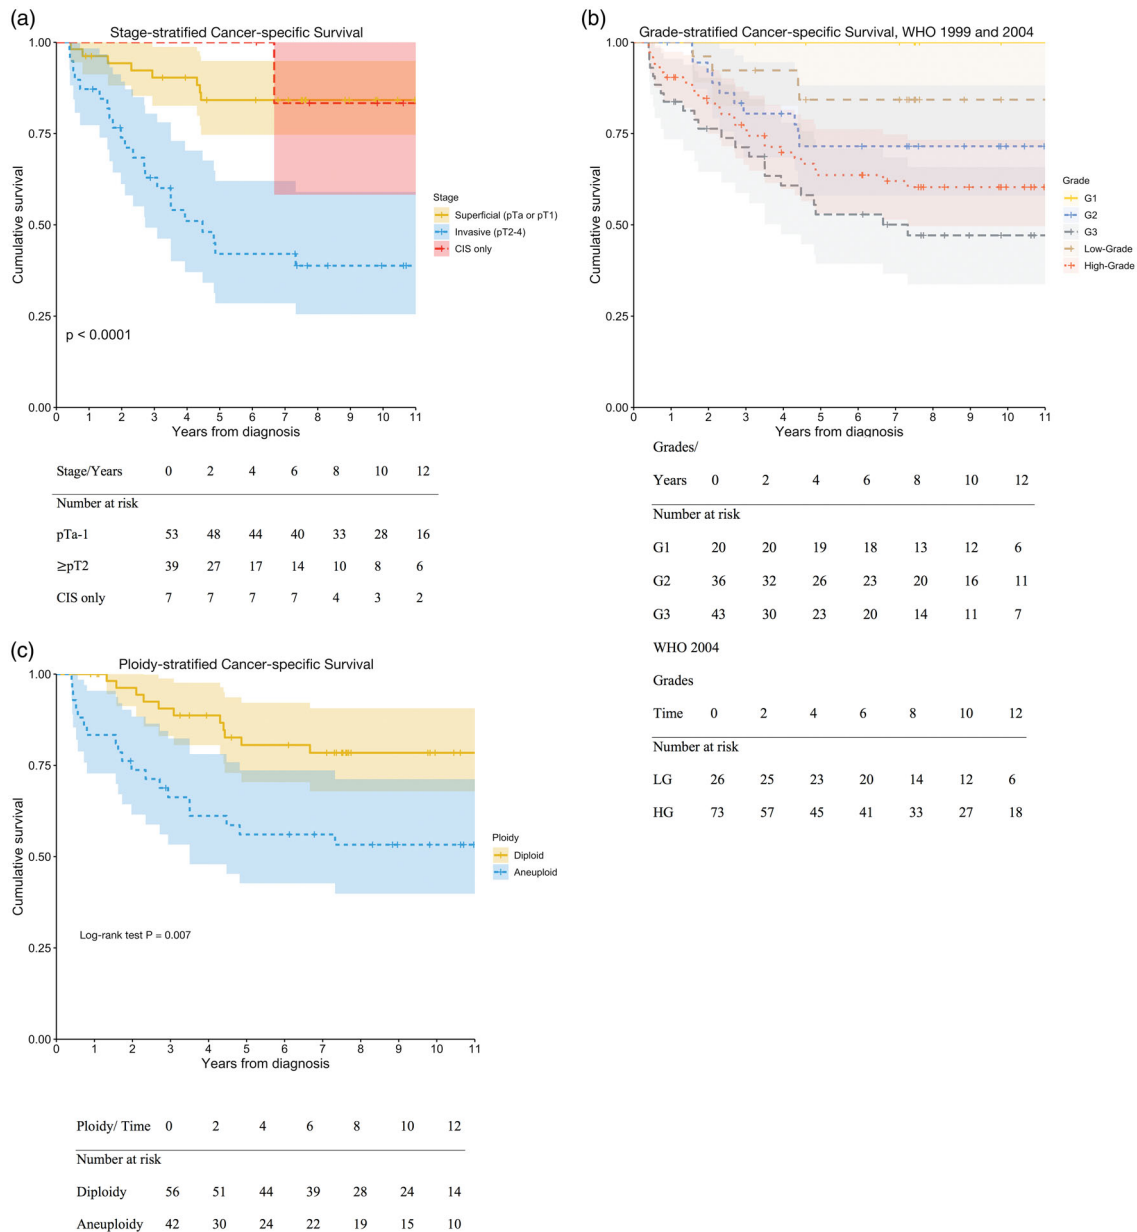 (a)
Stage-stratified Cancer-specific Survival
1.00
0.75
0.50
0.25
0.00
Cumulative survival
p < 0.0001
0 1 2 3 4 5 6 7 8 9 10 11
Years from diagnosis
Stage
Superficial (pTa or pT1)
Invasive (pT2-4)
CIS only
Stage/Years 0 2 4 6 8 10 12
Number at risk
pTa-1 53 48 44 40 33 28 16
≥pT2 39 27 17 14 10 8 6
CIS only 7 7 7 7 4 3 2
(b)
Grade-stratified Cancer-specific Survival, WHO 1999 and 2004
1.00
0.75
0.50
0.25
0.00
Cumulative survival
0 1 2 3 4 5 6 7 8 9 10 11
Years from diagnosis
Grade
G1
G2
G3
Low-Grade
High-Grade
Grades/
Years 0 2 4 6 8 10 12
Number at risk
G1 20 20 19 18 13 12 6
G2 36 32 26 23 20 16 11
G3 43 30 23 20 14 11 7
WHO 2004
Grades
Time 0 2 4 6 8 10 12
Number at risk
LG 26 25 23 20 14 12 6
HG 73 57 45 41 33 27 18
(c)
Ploidy-stratified Cancer-specific Survival
1.00
0.75
0.50
0.25
0.00
Cumulative survival
Log-rank test P = 0.007
0 1 2 3 4 5 6 7 8 9 10 11
Years from diagnosis
Ploidy
Diploid
Aneuploid
Ploidy/ Time 0 2 4 6 8 10 12
Number at risk
Diploidy 56 51 44 39 28 24 14
Aneuploidy 42 30 24 22 19 15 10